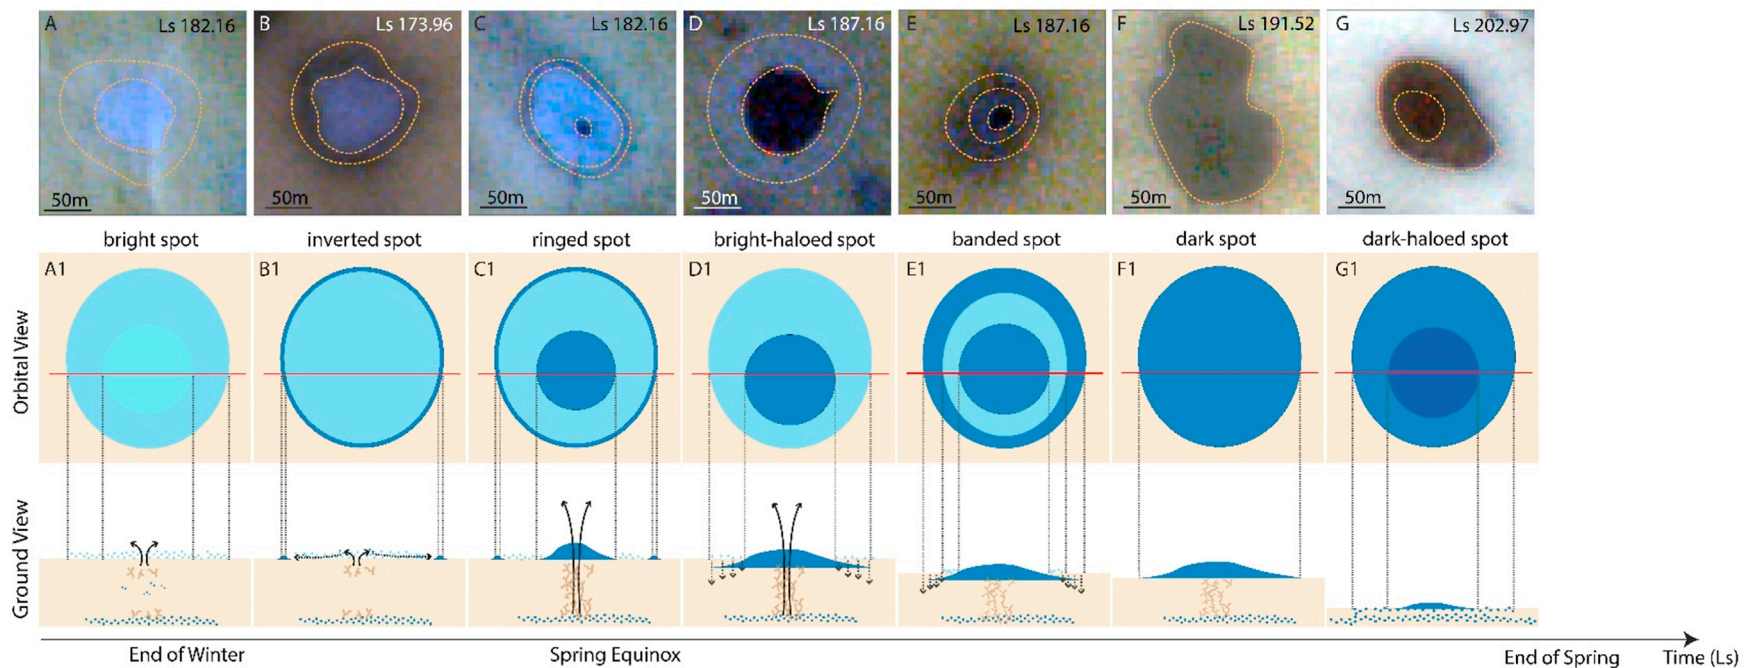 A Ls 182.16
B Ls 173.96
C Ls 182.16
D Ls 187.16
E Ls 187.16
F Ls 191.52
G Ls 202.97
50m 50m 50m 50m 50m 50m 50m
bright spot inverted spot ringed spot bright-haloed spot banded spot dark spot dark-haloed spot
A1 B1 C1 D1 E1 F1 G1
Orbital View
Ground View
End of Winter Spring Equinox End of Spring Time (Ls)